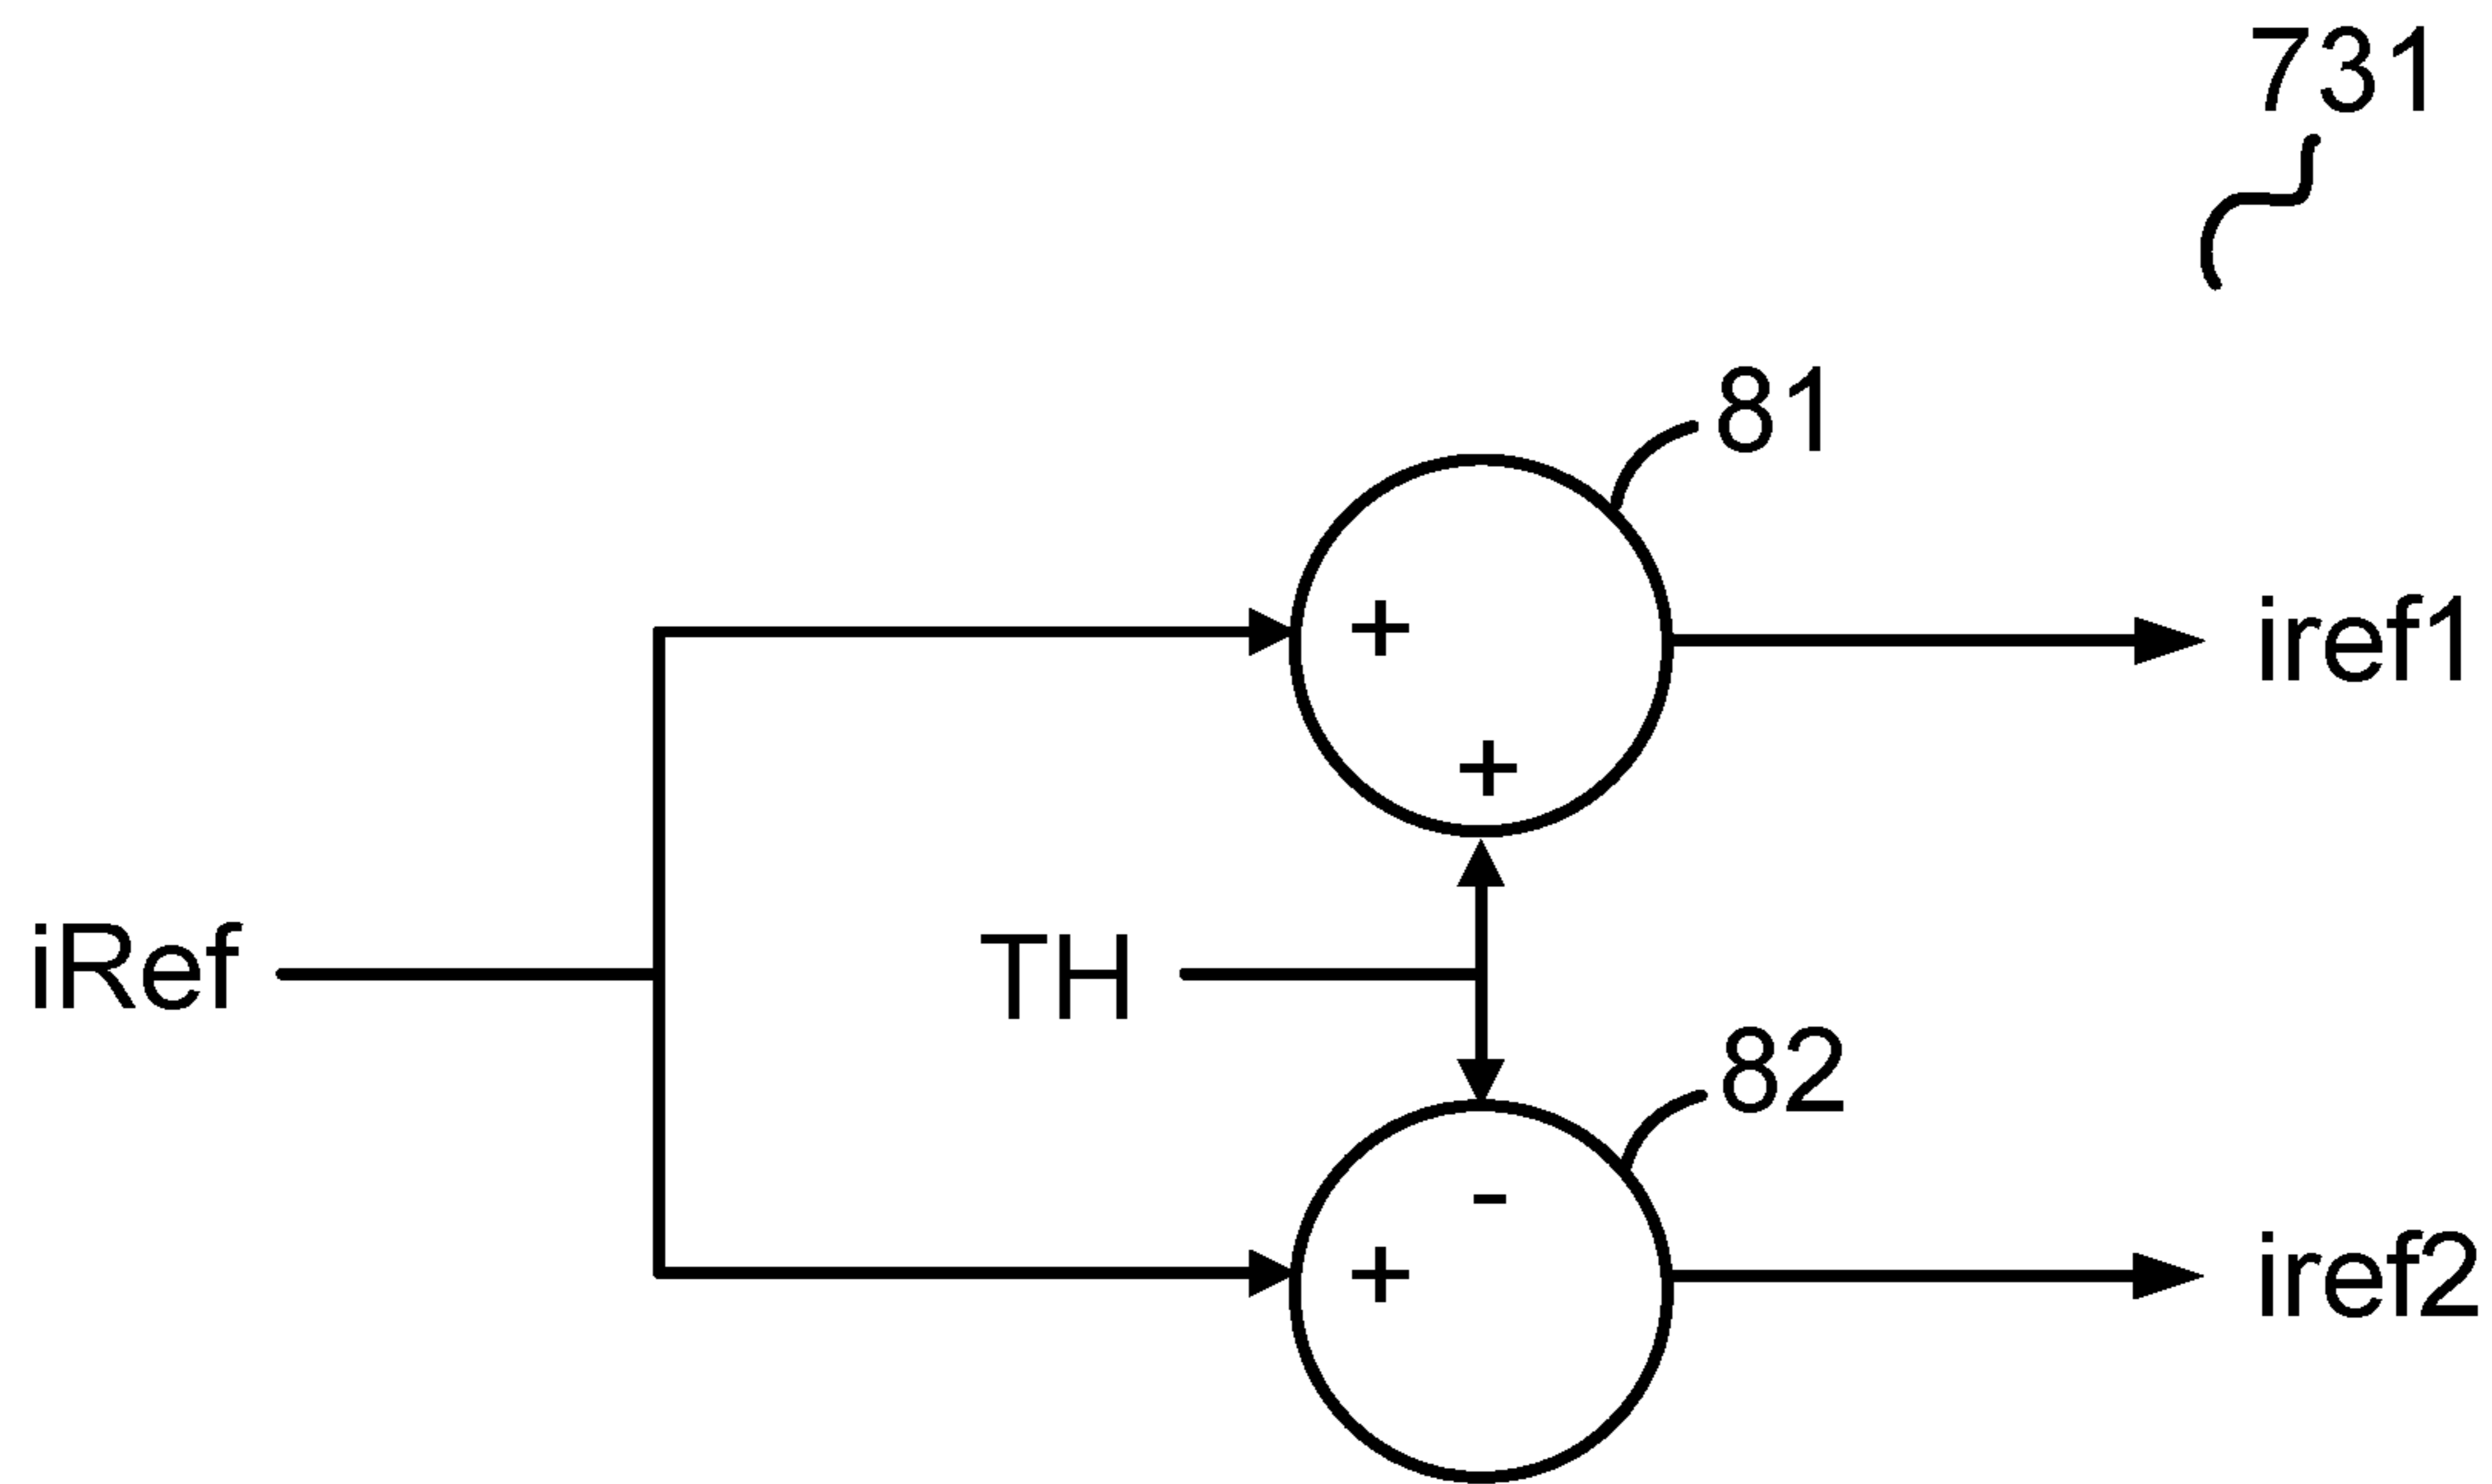 731
81
+
iref1
+
iRef
TH
82
-
+
iref2